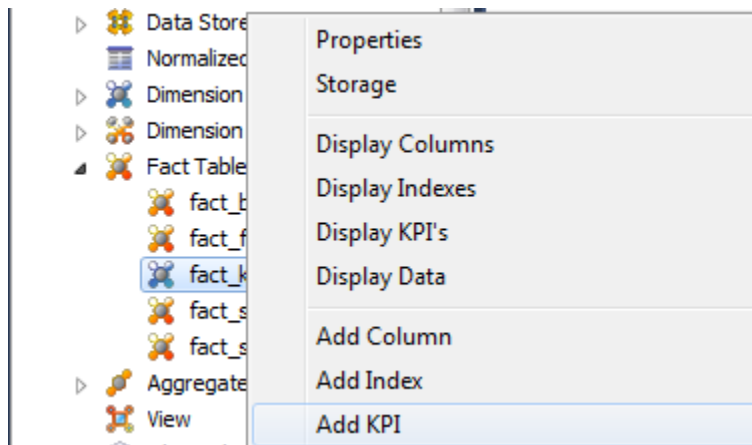 Data Store
Normalized
Dimension
Dimension
Fact Table
fact_b
fact_f
fact_k
fact_s
fact_s
Aggregate
View
Properties
Storage
Display Columns
Display Indexes
Display KPI's
Display Data
Add Column
Add Index
Add KPI